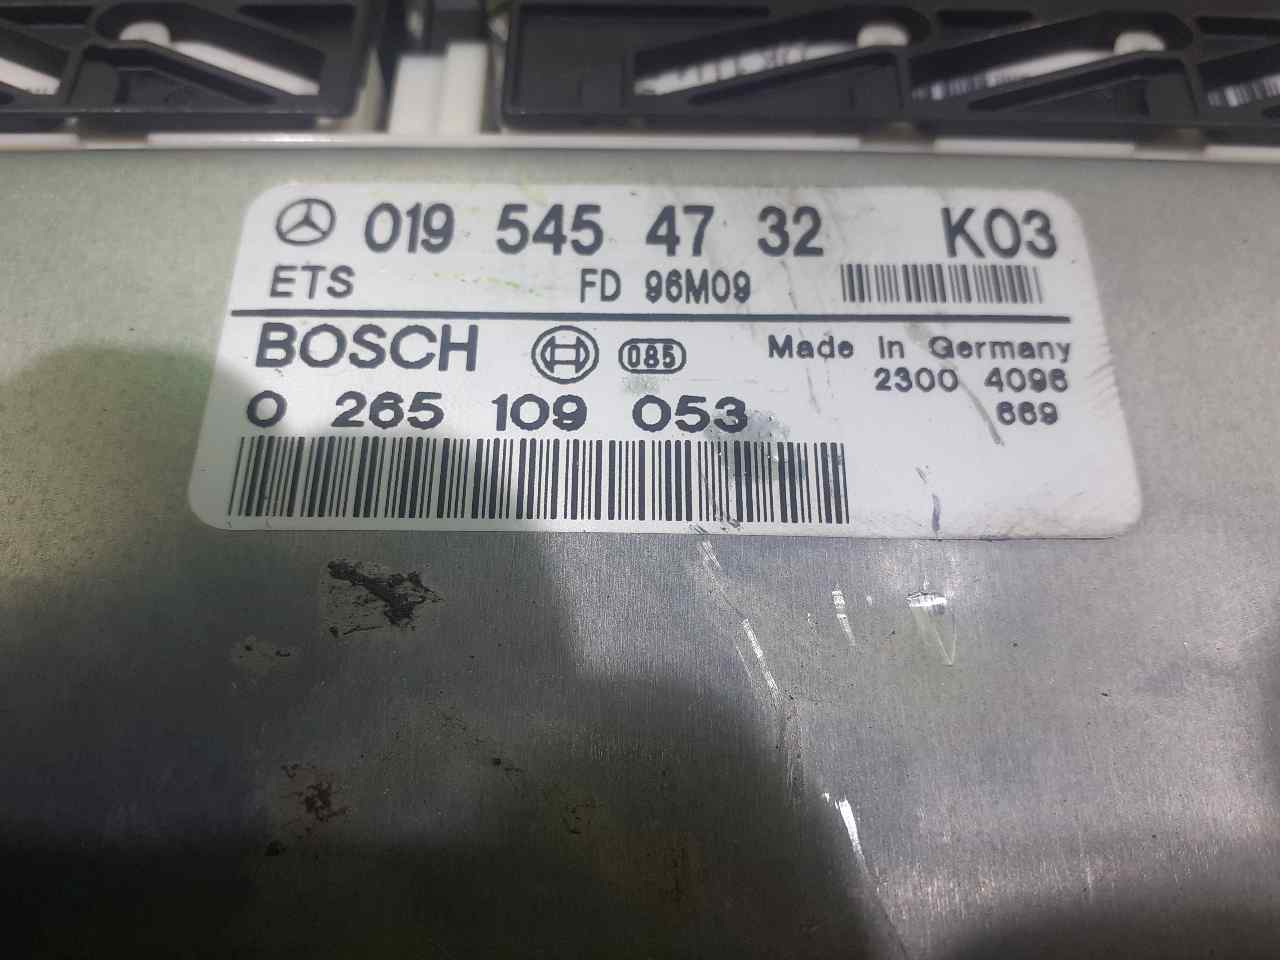 019 545 47 32 K03
ETS FD 96M09
BOSCH 085 Made in Germany
2300 4096
0 265 109 053 669